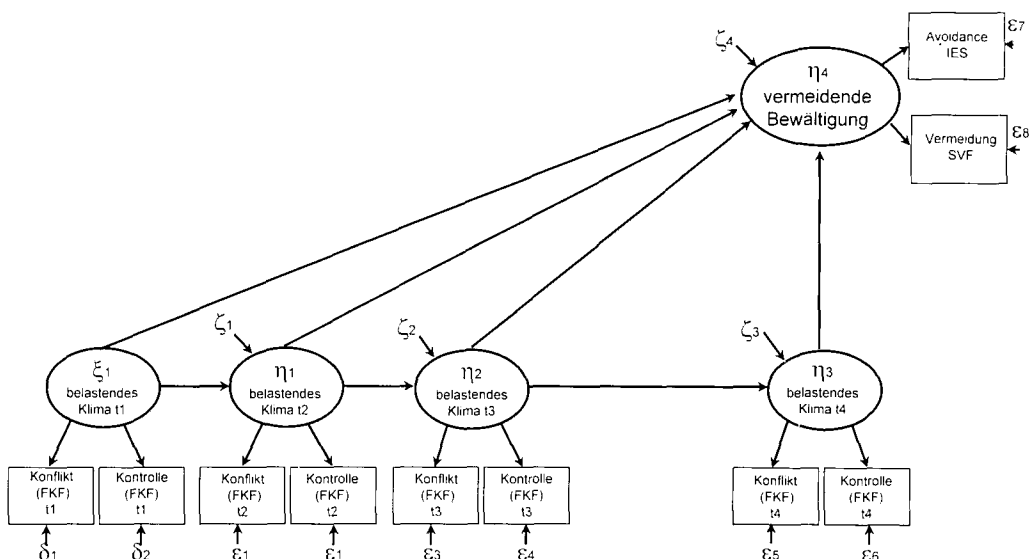 ζ4
η4
vermeidende
Bewältigung
Avoidance
IES
ε7
Vermeidung
SVF
ε8
ζ1
ζ2
ζ3
ξ1
belastendes
Klima t1
η1
belastendes
Klima t2
η2
belastendes
Klima t3
η3
belastendes
Klima t4
Konflikt
(FKF)
t1
Kontrolle
(FKF)
t1
Konflikt
(FKF)
t2
Kontrolle
(FKF)
t2
Konflikt
(FKF)
t3
Kontrolle
(FKF)
t3
Konflikt
(FKF)
t4
Kontrolle
(FKF)
t4
δ1
δ2
ε1
ε1
ε3
ε4
ε5
ε6